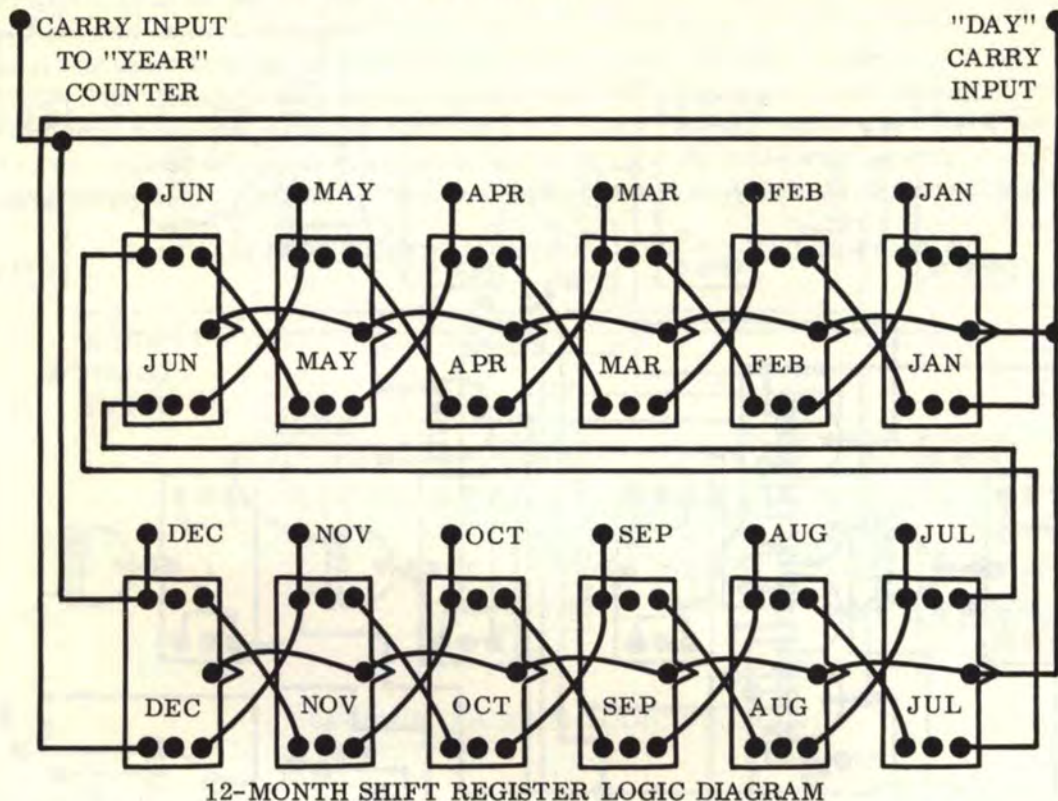 CARRY INPUT
TO "YEAR"
COUNTER
"DAY"
CARRY
INPUT
JUN MAY APR MAR FEB JAN
JUN MAY APR MAR FEB JAN
DEC NOV OCT SEP AUG JUL
DEC NOV OCT SEP AUG JUL
12-MONTH SHIFT REGISTER LOGIC DIAGRAM